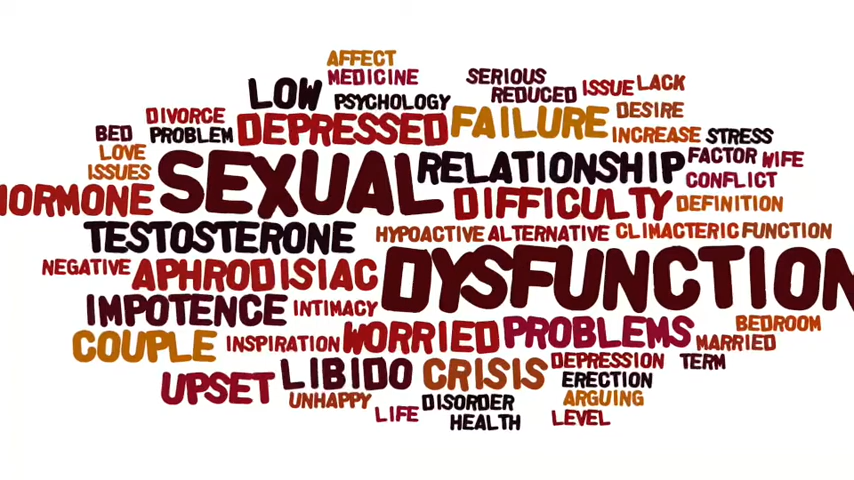 AFFECT
MEDICINE
SERIOUS
LOW
PSYCHOLOGY
REDUCED
ISSUE
LACK
DIVORCE
DESIRE
BED
PROBLEM
DEPRESSED
FAILURE
INCREASE
STRESS
LOVE
ISSUES
SEXUAL
RELATIONSHIP
FACTOR
WIFE
CONFLICT
HORMONE
DIFFICULTY
DEFINITION
TESTOSTERONE
HYPOACTIVE
ALTERNATIVE
CLIMACTERIC
FUNCTION
NEGATIVE
APHRODISIAC
DYSFUNCTION
IMPOTENCE
INTIMACY
COUPLE
INSPIRATION
WORRIED
PROBLEMS
BEDROOM
MARRIED
UPSET
LIBIDO
CRISIS
DEPRESSION
TERM
ERECTION
UNHAPPY
DISORDER
ARGUING
LIFE
HEALTH
LEVEL